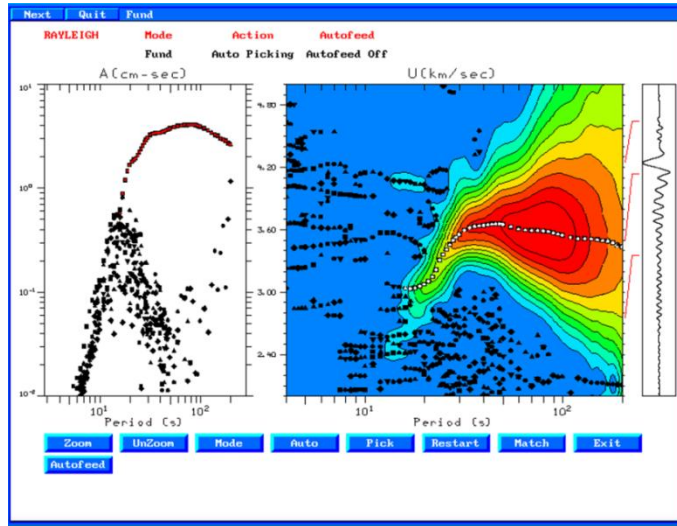 Next Quit Fund
RAYLEIGH Mode Action Autofeed
Fund Auto Picking Autofeed Off
A(cm-sec) U(km/sec)
10¹
10⁰
10⁻¹
10⁻²
4.80
4.20
3.60
3.00
2.40
10¹ 10² 10¹ 10²
Period (s) Period (s)
Zoom UnZoom Mode Auto Pick Restart Match Exit
Autofeed